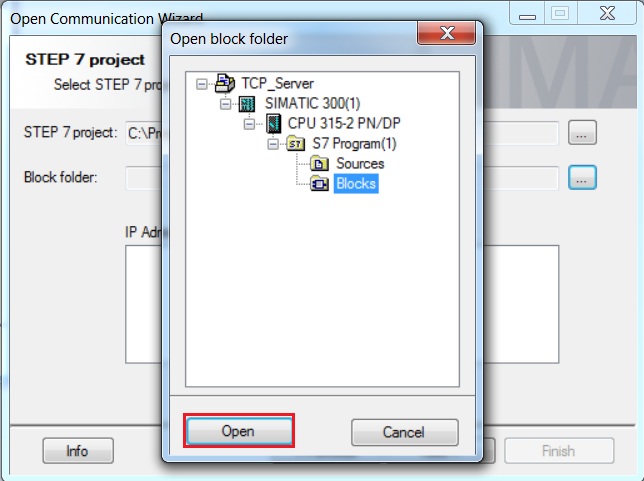 Open Communication Wizard
STEP 7 project
Select STEP 7 pro
STEP 7 project:
C:\Pro
...
Block folder:
...
IP Adr
Info
Finish
Open block folder
TCP_Server
SIMATIC 300(1)
CPU 315-2 PN/DP
S7 Program(1)
Sources
Blocks
Open
Cancel